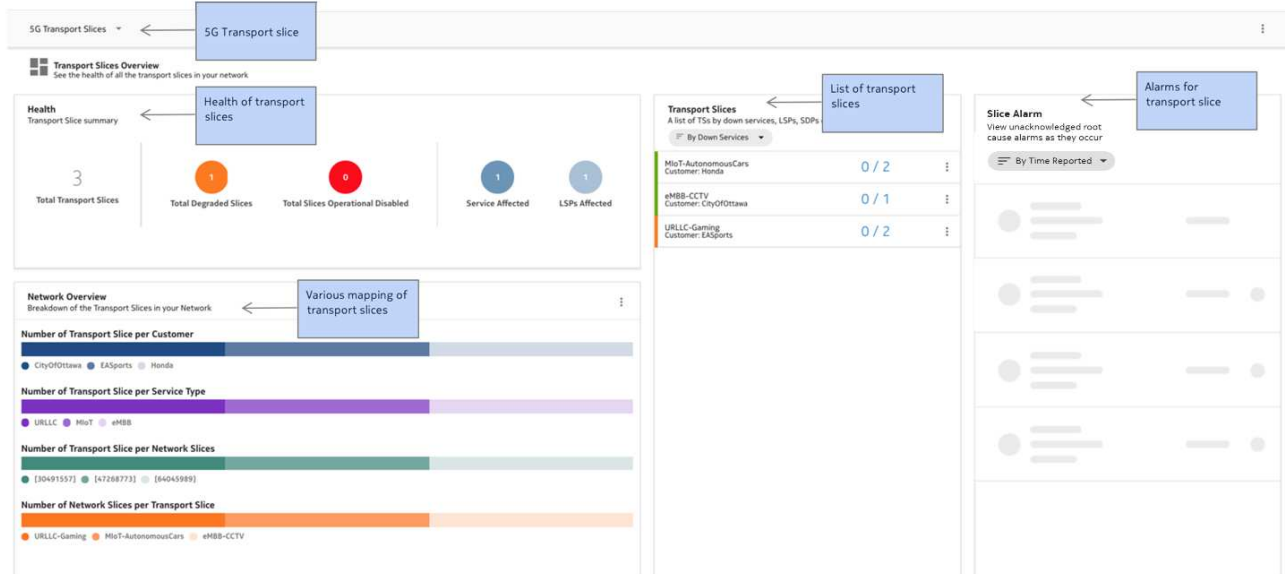 5G Transport Slices
5G Transport slice
Transport Slices Overview
See the health of all the transport slices in your network
Health
Transport Slice summary
Health of transport
slices
3
Total Transport Slices
1
Total Degraded Slices
0
Total Slices Operational Disabled
1
Service Affected
1
LSPs Affected
Network Overview
Breakdown of the Transport Slices in your Network
Various mapping of
transport slices
Number of Transport Slice per Customer
CityOfOttawa EASports Honda
Number of Transport Slice per Service Type
URLLC MIoT eMBB
Number of Transport Slice per Network Slices
[30491557] [47268773] [64045989]
Number of Network Slices per Transport Slice
URLLC-Gaming MIoT-AutonomousCars eMBB-CCTV
Transport Slices
A list of TSs by down services, LSPs, SDPs
List of transport
slices
By Down Services
MIoT-AutonomousCars
Customer: Honda
0 / 2
eMBB-CCTV
Customer: CityOfOttawa
0 / 1
URLLC-Gaming
Customer: EASports
0 / 2
Alarms for
transport slice
Slice Alarm
View unacknowledged root
cause alarms as they occur
By Time Reported